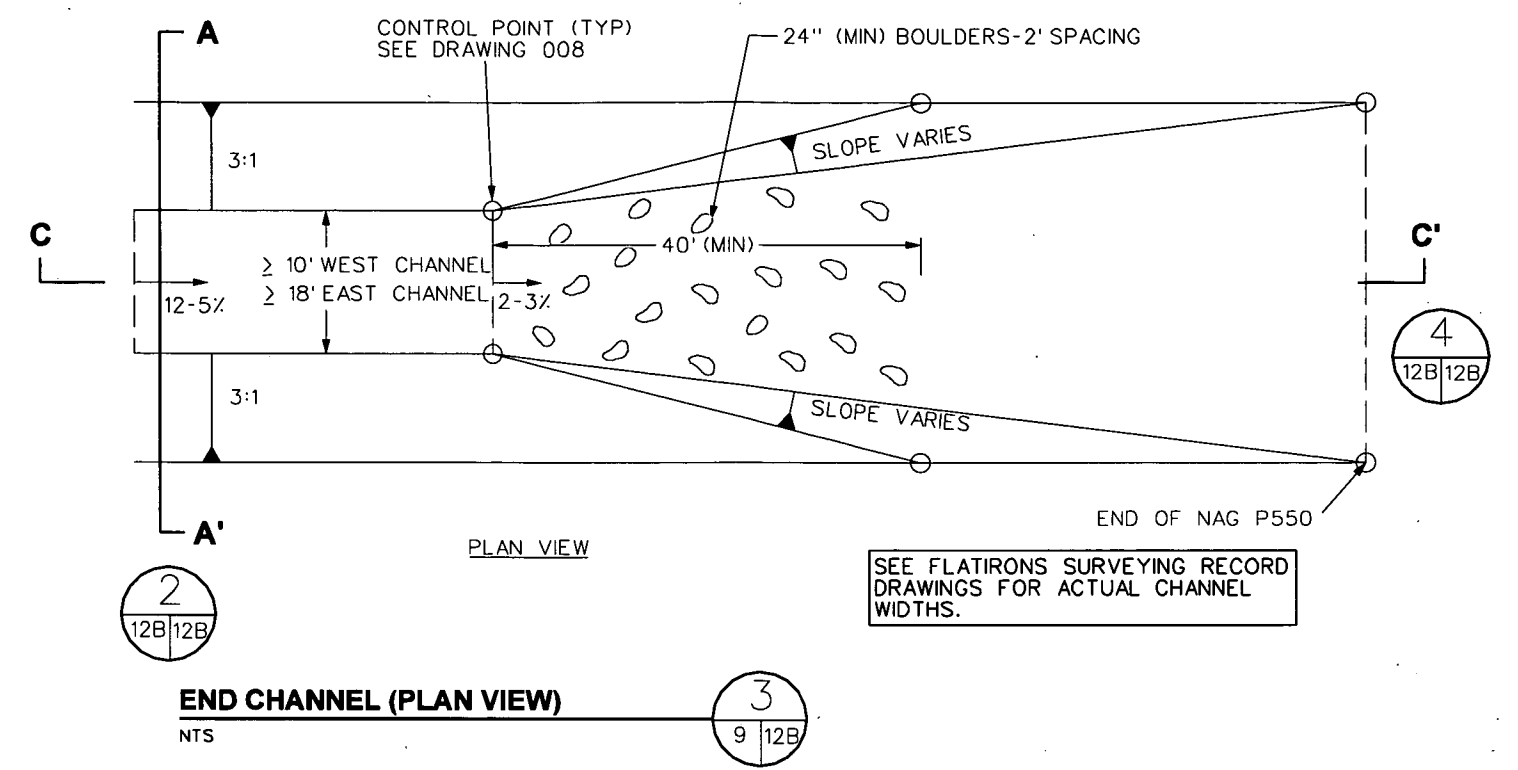 A
CONTROL POINT (TYP)
SEE DRAWING 008
24" (MIN) BOULDERS-2' SPACING
3:1
SLOPE VARIES
C
C'
40' (MIN)
≥ 10' WEST CHANNEL
≥ 18' EAST CHANNEL
12-5%
2-3%
4
12B 12B
3:1
SLOPE VARIES
END OF NAG P550
A'
PLAN VIEW
SEE FLATIRONS SURVEYING RECORD
DRAWINGS FOR ACTUAL CHANNEL
WIDTHS.
2
12B 12B
END CHANNEL (PLAN VIEW)
NTS
3
9 12B